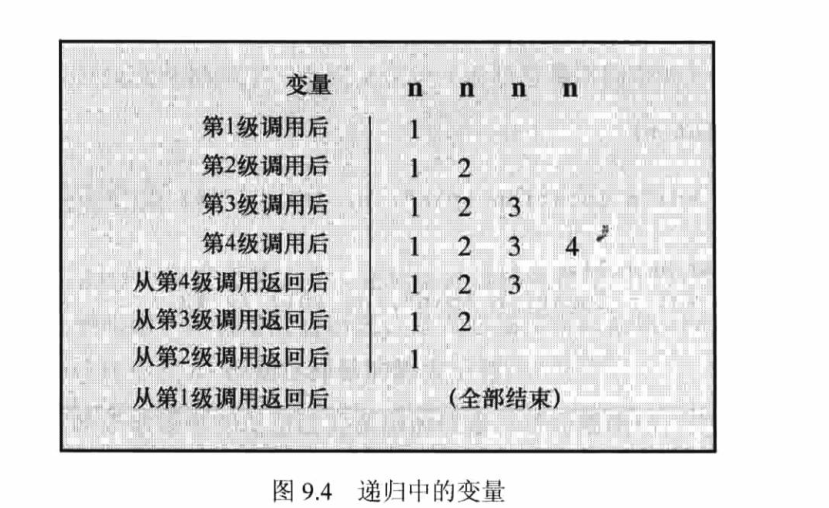 变量 n n n n
第1级调用后 1
第2级调用后 1 2
第3级调用后 1 2 3
第4级调用后 1 2 3 4
从第4级调用返回后 1 2 3
从第3级调用返回后 1 2
从第2级调用返回后 1
从第1级调用返回后 (全部结束)
图 9.4 递归中的变量